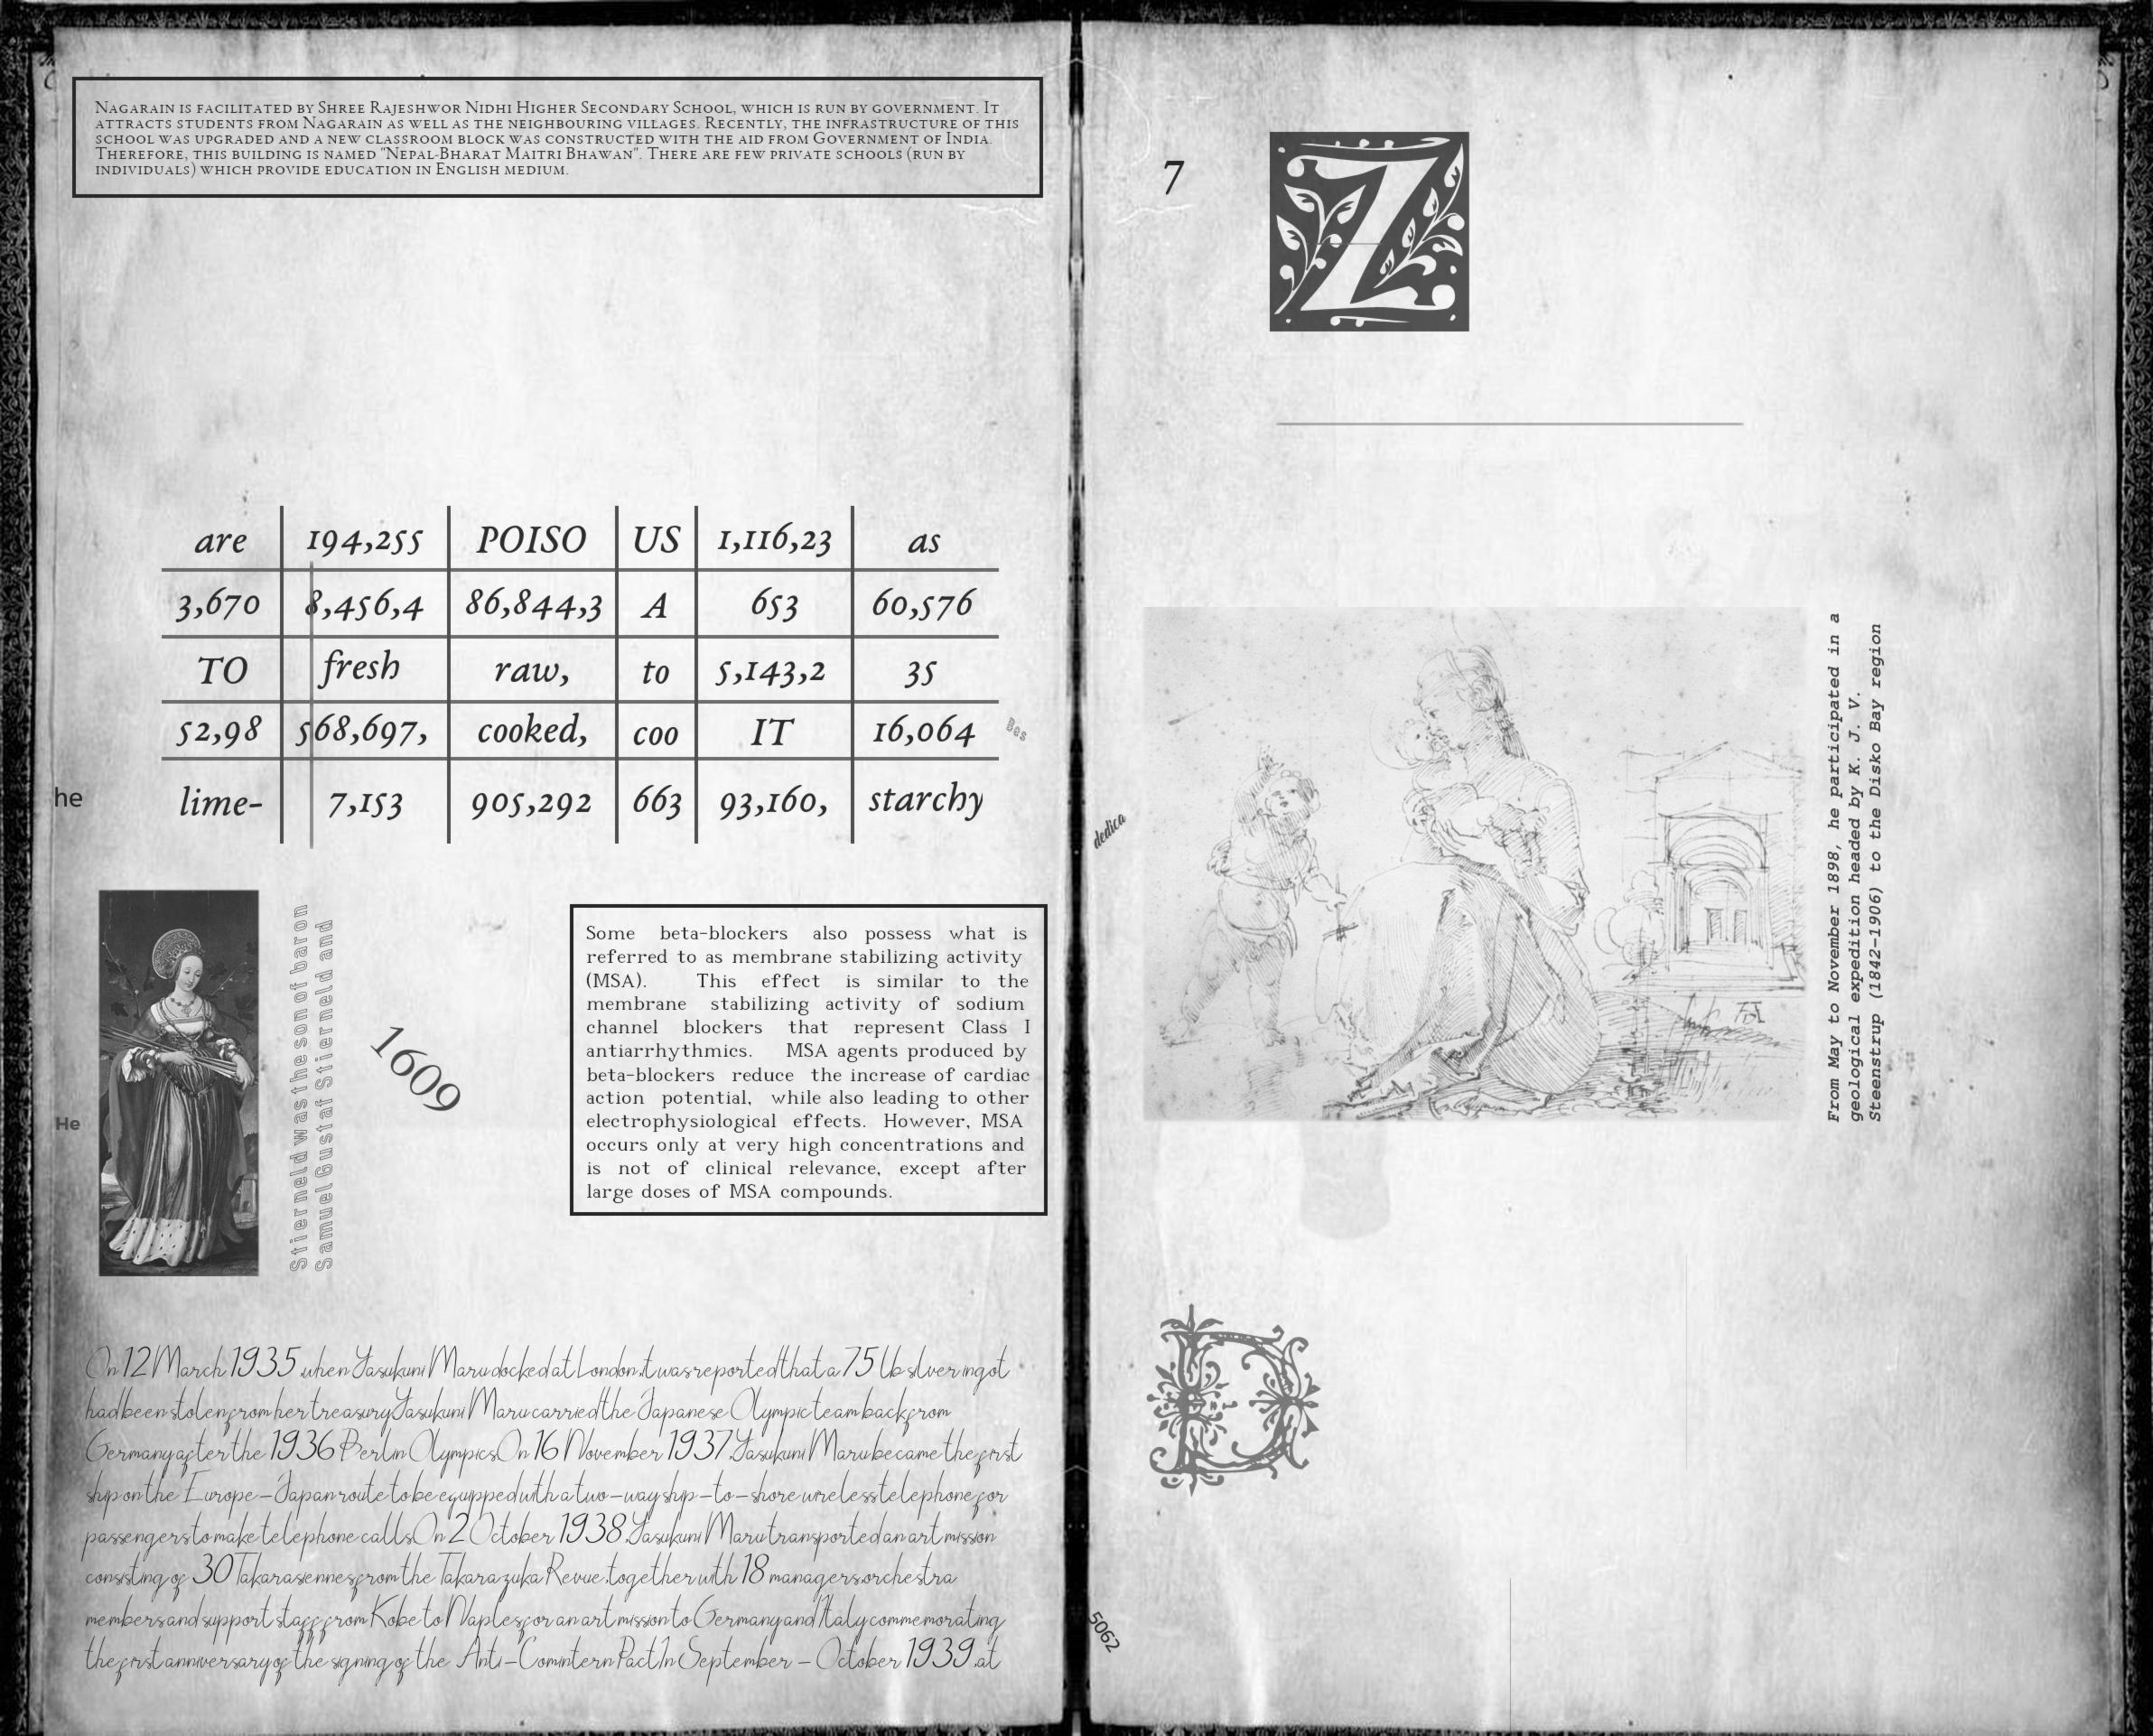 Nagarain is facilitated by Shree Rajeshwor Nidhi Higher Secondary School, which is run by government. It
attracts students from Nagarain as well as the neighbouring villages. Recently, the infrastructure of this
school was upgraded and a new classroom block was constructed with the aid from Government of India.
Therefore, this building is named "Nepal-Bharat Maitri Bhawan". There are few private schools (run by
individuals) which provide education in English medium.
are 194,255 POISO US 1,116,23 as
3,670 8,456,4 86,844,3 A 653 60,576
TO fresh raw, to 5,143,2 35
52,98 568,697, cooked, coo IT 16,064
lime- 7,153 905,292 663 93,160, starchy
Bes
he
He
Stierneld was the son of baron
Samuel Gustaf Stierneld and
1609
Some beta-blockers also possess what is
referred to as membrane stabilizing activity
(MSA). This effect is similar to the
membrane stabilizing activity of sodium
channel blockers that represent Class I
antiarrhythmics. MSA agents produced by
beta-blockers reduce the increase of cardiac
action potential, while also leading to other
electrophysiological effects. However, MSA
occurs only at very high concentrations and
is not of clinical relevance, except after
large doses of MSA compounds.
On 12 March 1935, when Yasukuni Maru docked at London, it was reported that a 75 lb silver ingot
had been stolen from her treasury. Yasukuni Maru carried the Japanese Olympic team back from
Germany after the 1936 Berlin Olympics. On 16 November 1937, Yasukuni Maru became the first
ship on the Europe-Japan route to be equipped with a two-way ship-to-shore wireless telephone for
passengers to make telephone calls. On 2 October 1938, Yasukuni Maru transported an art mission
consisting of 30 Takarasiennes from the Takarazuka Revue, together with 18 managers, orchestra
members and support staff from Kobe to Naples for an art mission to Germany and Italy commemorating
the first anniversary of the signing of the Anti-Comintern Pact. In September - October 1939, at
7
Z
dedica
From May to November 1898, he participated in a
geological expedition headed by K. J. V.
Steenstrup (1842-1906) to the Disko Bay region
D
5062